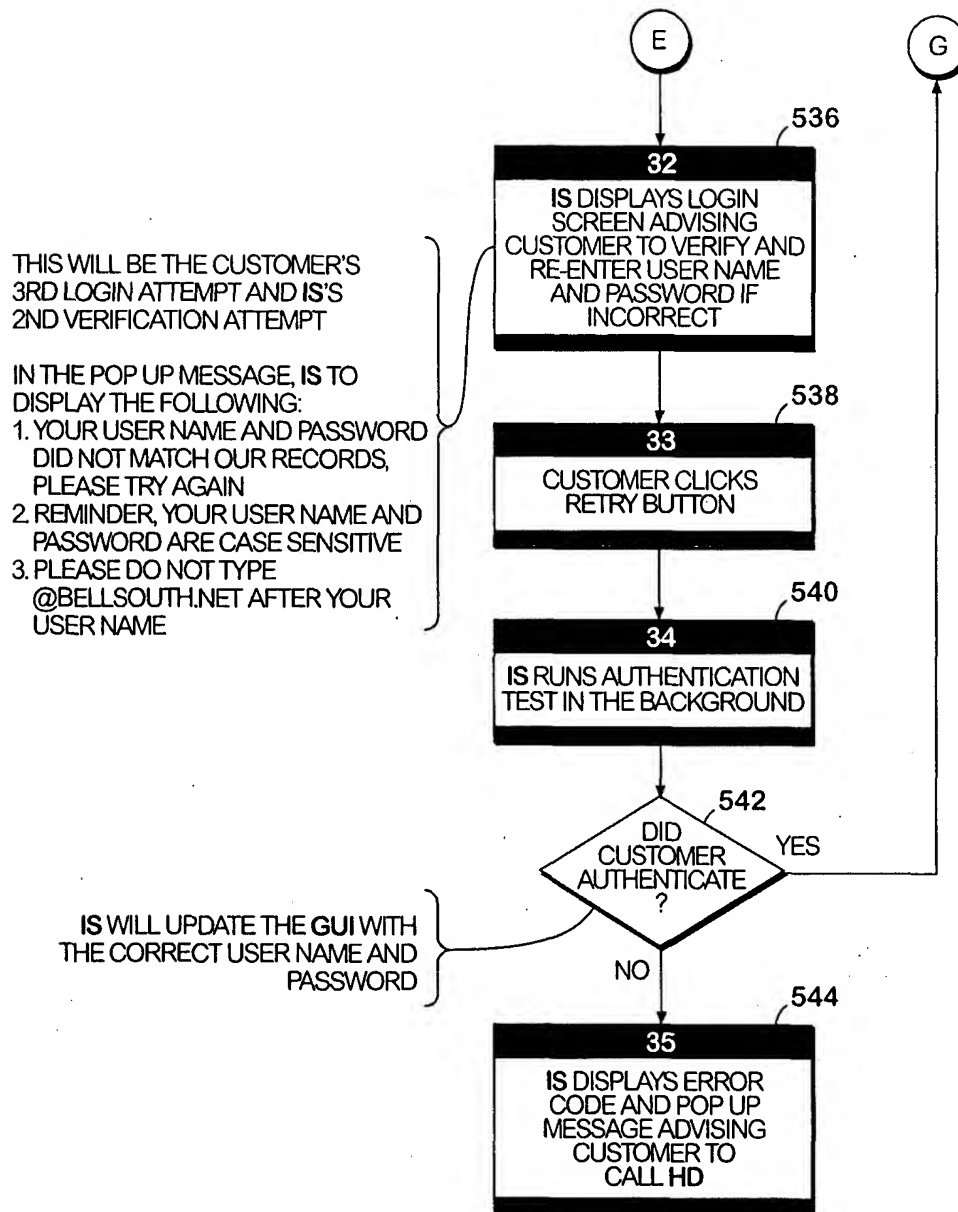 E
G
536
32
IS DISPLAYS LOGIN
SCREEN ADVISING
CUSTOMER TO VERIFY AND
RE-ENTER USER NAME
AND PASSWORD IF
INCORRECT
THIS WILL BE THE CUSTOMER'S
3RD LOGIN ATTEMPT AND IS'S
2ND VERIFICATION ATTEMPT
IN THE POP UP MESSAGE, IS TO
DISPLAY THE FOLLOWING:
1. YOUR USER NAME AND PASSWORD
DID NOT MATCH OUR RECORDS,
PLEASE TRY AGAIN
2. REMINDER, YOUR USER NAME AND
PASSWORD ARE CASE SENSITIVE
3. PLEASE DO NOT TYPE
@BELLSOUTH.NET AFTER YOUR
USER NAME
538
33
CUSTOMER CLICKS
RETRY BUTTON
540
34
IS RUNS AUTHENTICATION
TEST IN THE BACKGROUND
542
DID
CUSTOMER
AUTHENTICATE
?
YES
IS WILL UPDATE THE GUI WITH
THE CORRECT USER NAME AND
PASSWORD
NO
544
35
IS DISPLAYS ERROR
CODE AND POP UP
MESSAGE ADVISING
CUSTOMER TO
CALL HD